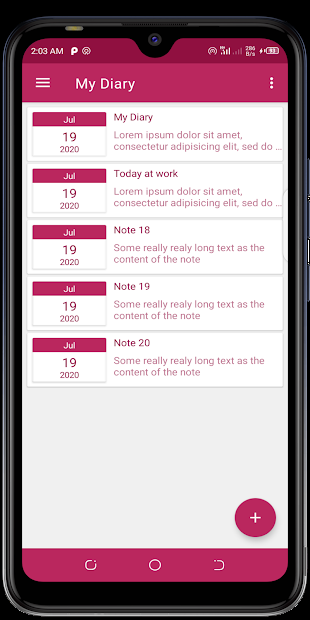 2:03 AM
286
B/s
My Diary
Jul
19
2020
My Diary
Lorem ipsum dolor sit amet,
consectetur adipisicing elit, sed do ...
Jul
19
2020
Today at work
Lorem ipsum dolor sit amet,
consectetur adipisicing elit, sed do ...
Jul
19
2020
Note 18
Some really realy long text as the
content of the note
Jul
19
2020
Note 19
Some really realy long text as the
content of the note
Jul
19
2020
Note 20
Some really realy long text as the
content of the note